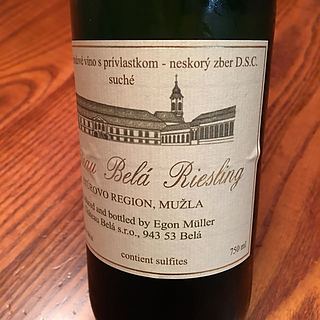 víno s prívlastkom - neskorý zber D.S.C.
suché
Belá Riesling
REGION, MUŽLA
and bottled by Egon Müller
Belá s.r.o., 943 53 Belá
750 ml
contient sulfites